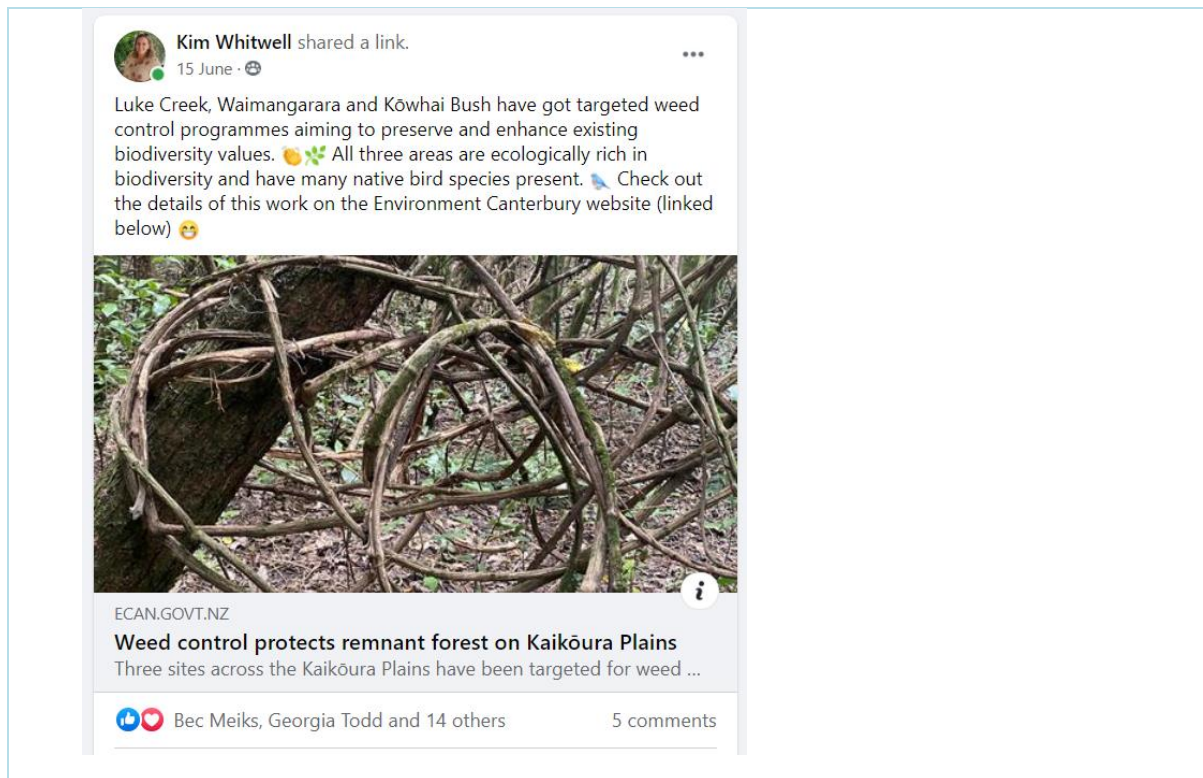 Kim Whitwell shared a link.
15 June ·
Luke Creek, Waimangarara and Kōwhai Bush have got targeted weed
control programmes aiming to preserve and enhance existing
biodiversity values. 👏🌿 All three areas are ecologically rich in
biodiversity and have many native bird species present. 🐦 Check out
the details of this work on the Environment Canterbury website (linked
below) 😁
ECAN.GOVT.NZ
Weed control protects remnant forest on Kaikōura Plains
Three sites across the Kaikōura Plains have been targeted for weed ...
Bec Meiks, Georgia Todd and 14 others 5 comments